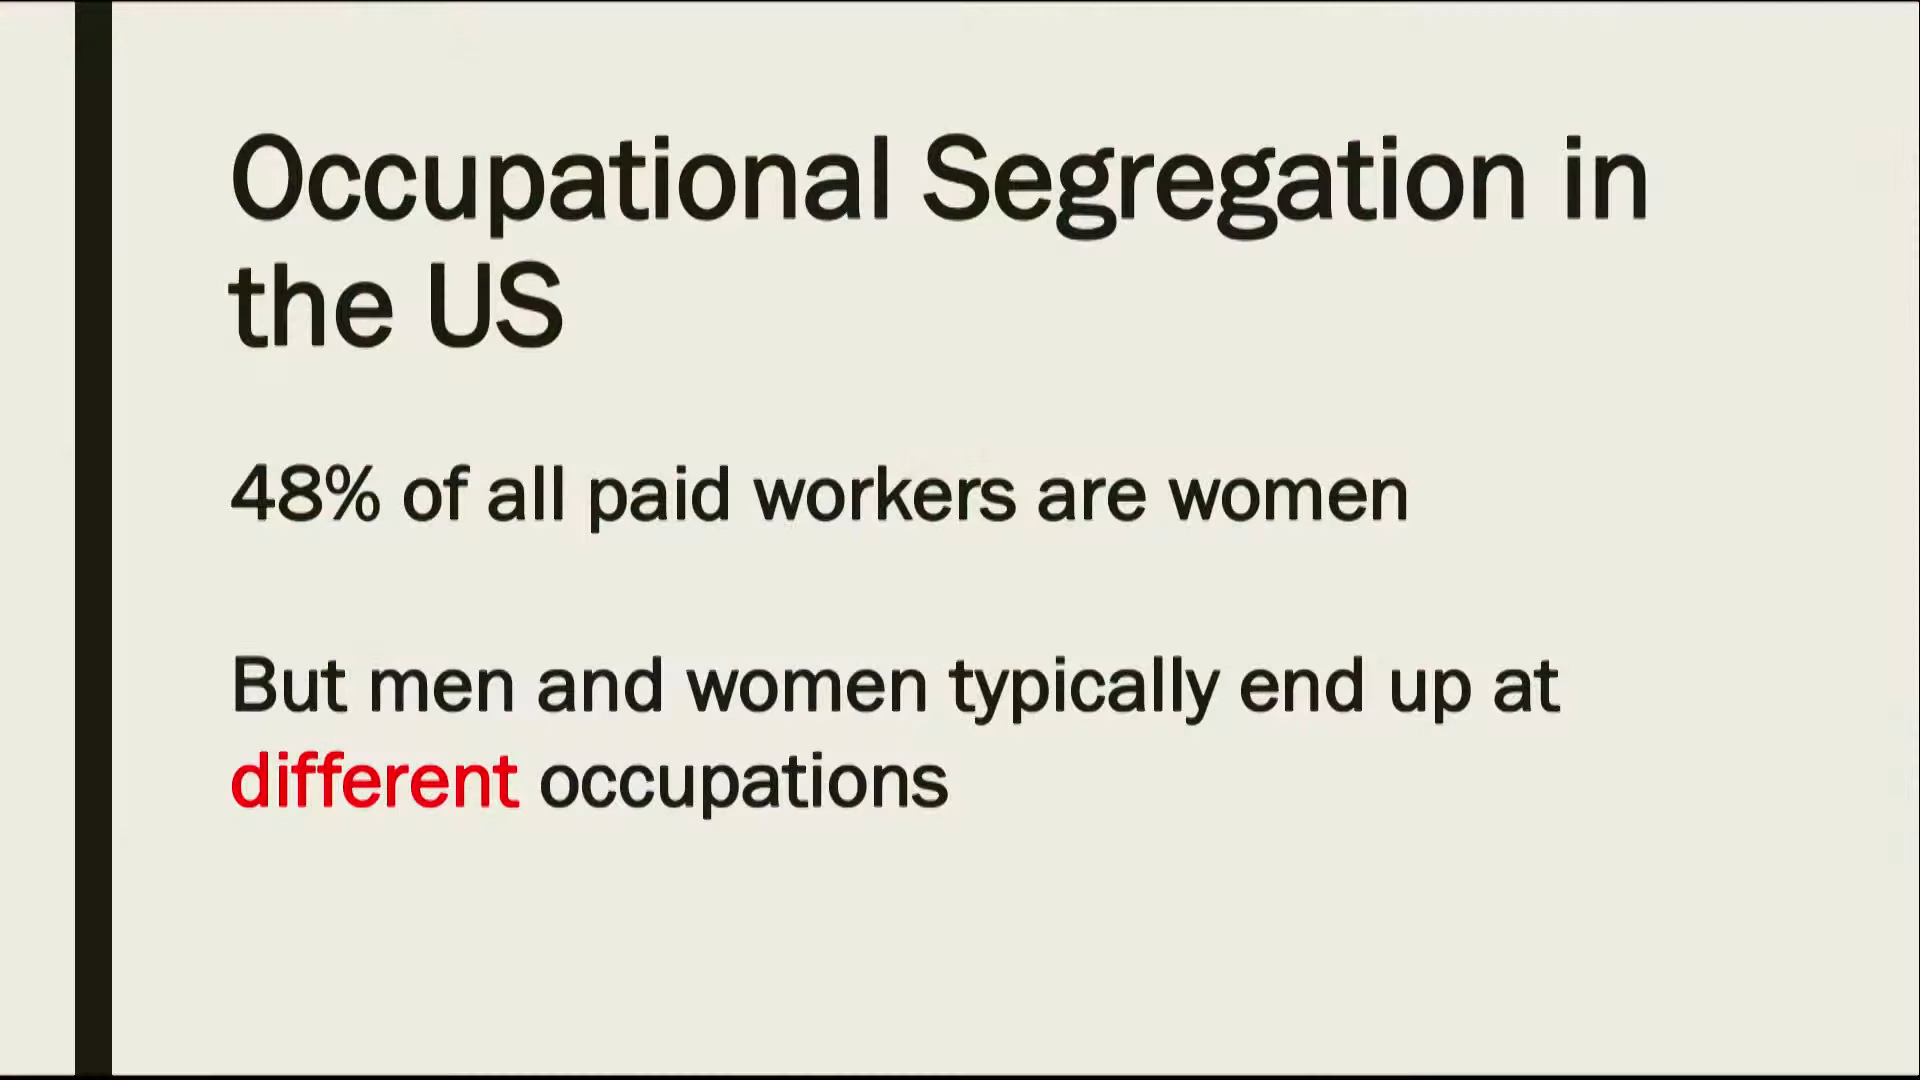 Occupational Segregation in
the US
48% of all paid workers are women
But men and women typically end up at
different occupations